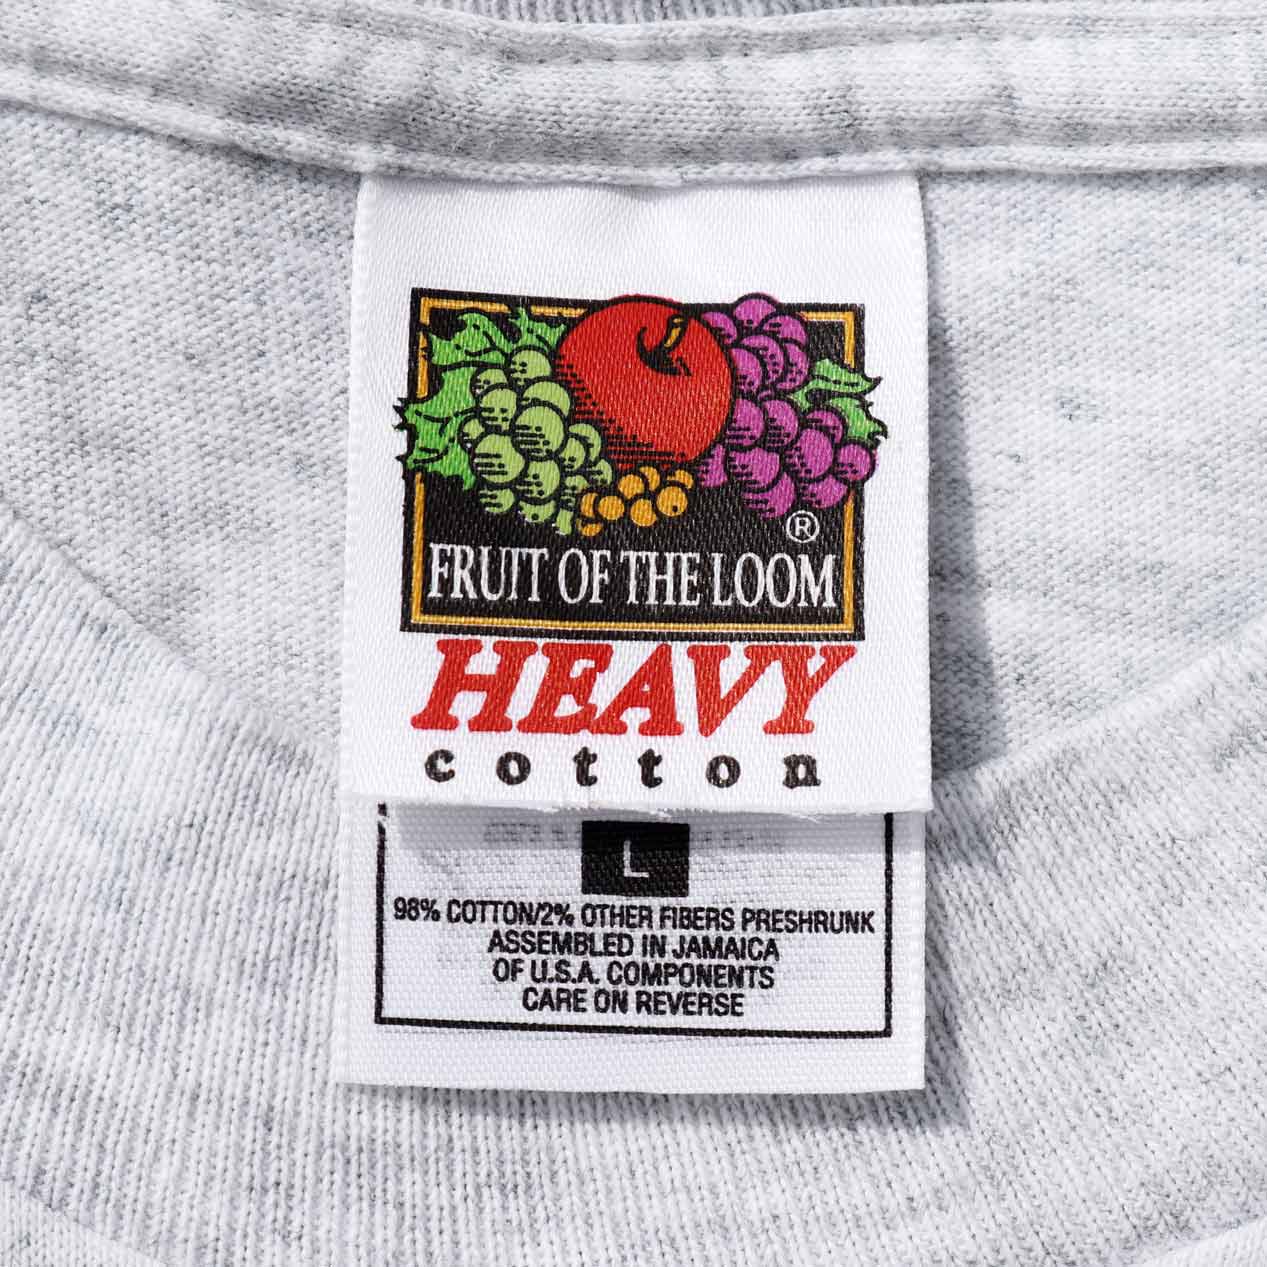 ®
FRUIT OF THE LOOM
HEAVY
cotton
L
98% COTTON/2% OTHER FIBERS PRESHRUNK
ASSEMBLED IN JAMAICA
OF U.S.A. COMPONENTS
CARE ON REVERSE